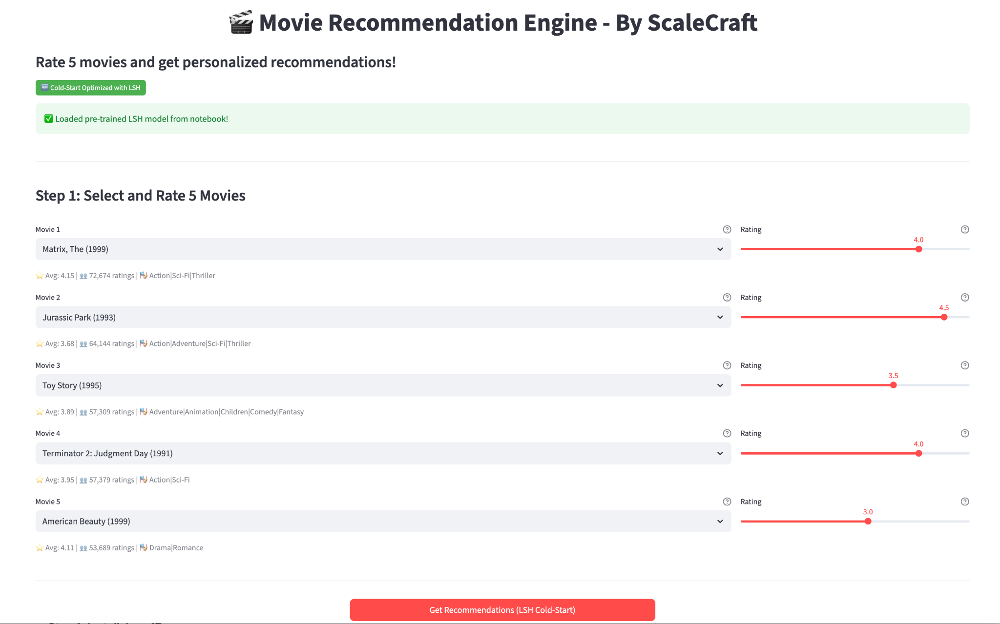 🎬 Movie Recommendation Engine - By ScaleCraft
Rate 5 movies and get personalized recommendations!
🆕 Cold-Start Optimized with LSH
✅ Loaded pre-trained LSH model from notebook!
Step 1: Select and Rate 5 Movies
Movie 1
Rating
4.0
Matrix, The (1999)
⭐ Avg: 4.15 | 👥 72,674 ratings | 🎭 Action|Sci-Fi|Thriller
Movie 2
Rating
4.5
Jurassic Park (1993)
⭐ Avg: 3.68 | 👥 64,144 ratings | 🎭 Action|Adventure|Sci-Fi|Thriller
Movie 3
Rating
3.5
Toy Story (1995)
⭐ Avg: 3.89 | 👥 57,309 ratings | 🎭 Adventure|Animation|Children|Comedy|Fantasy
Movie 4
Rating
4.0
Terminator 2: Judgment Day (1991)
⭐ Avg: 3.95 | 👥 57,379 ratings | 🎭 Action|Sci-Fi
Movie 5
Rating
3.0
American Beauty (1999)
⭐ Avg: 4.11 | 👥 53,689 ratings | 🎭 Drama|Romance
Get Recommendations (LSH Cold-Start)